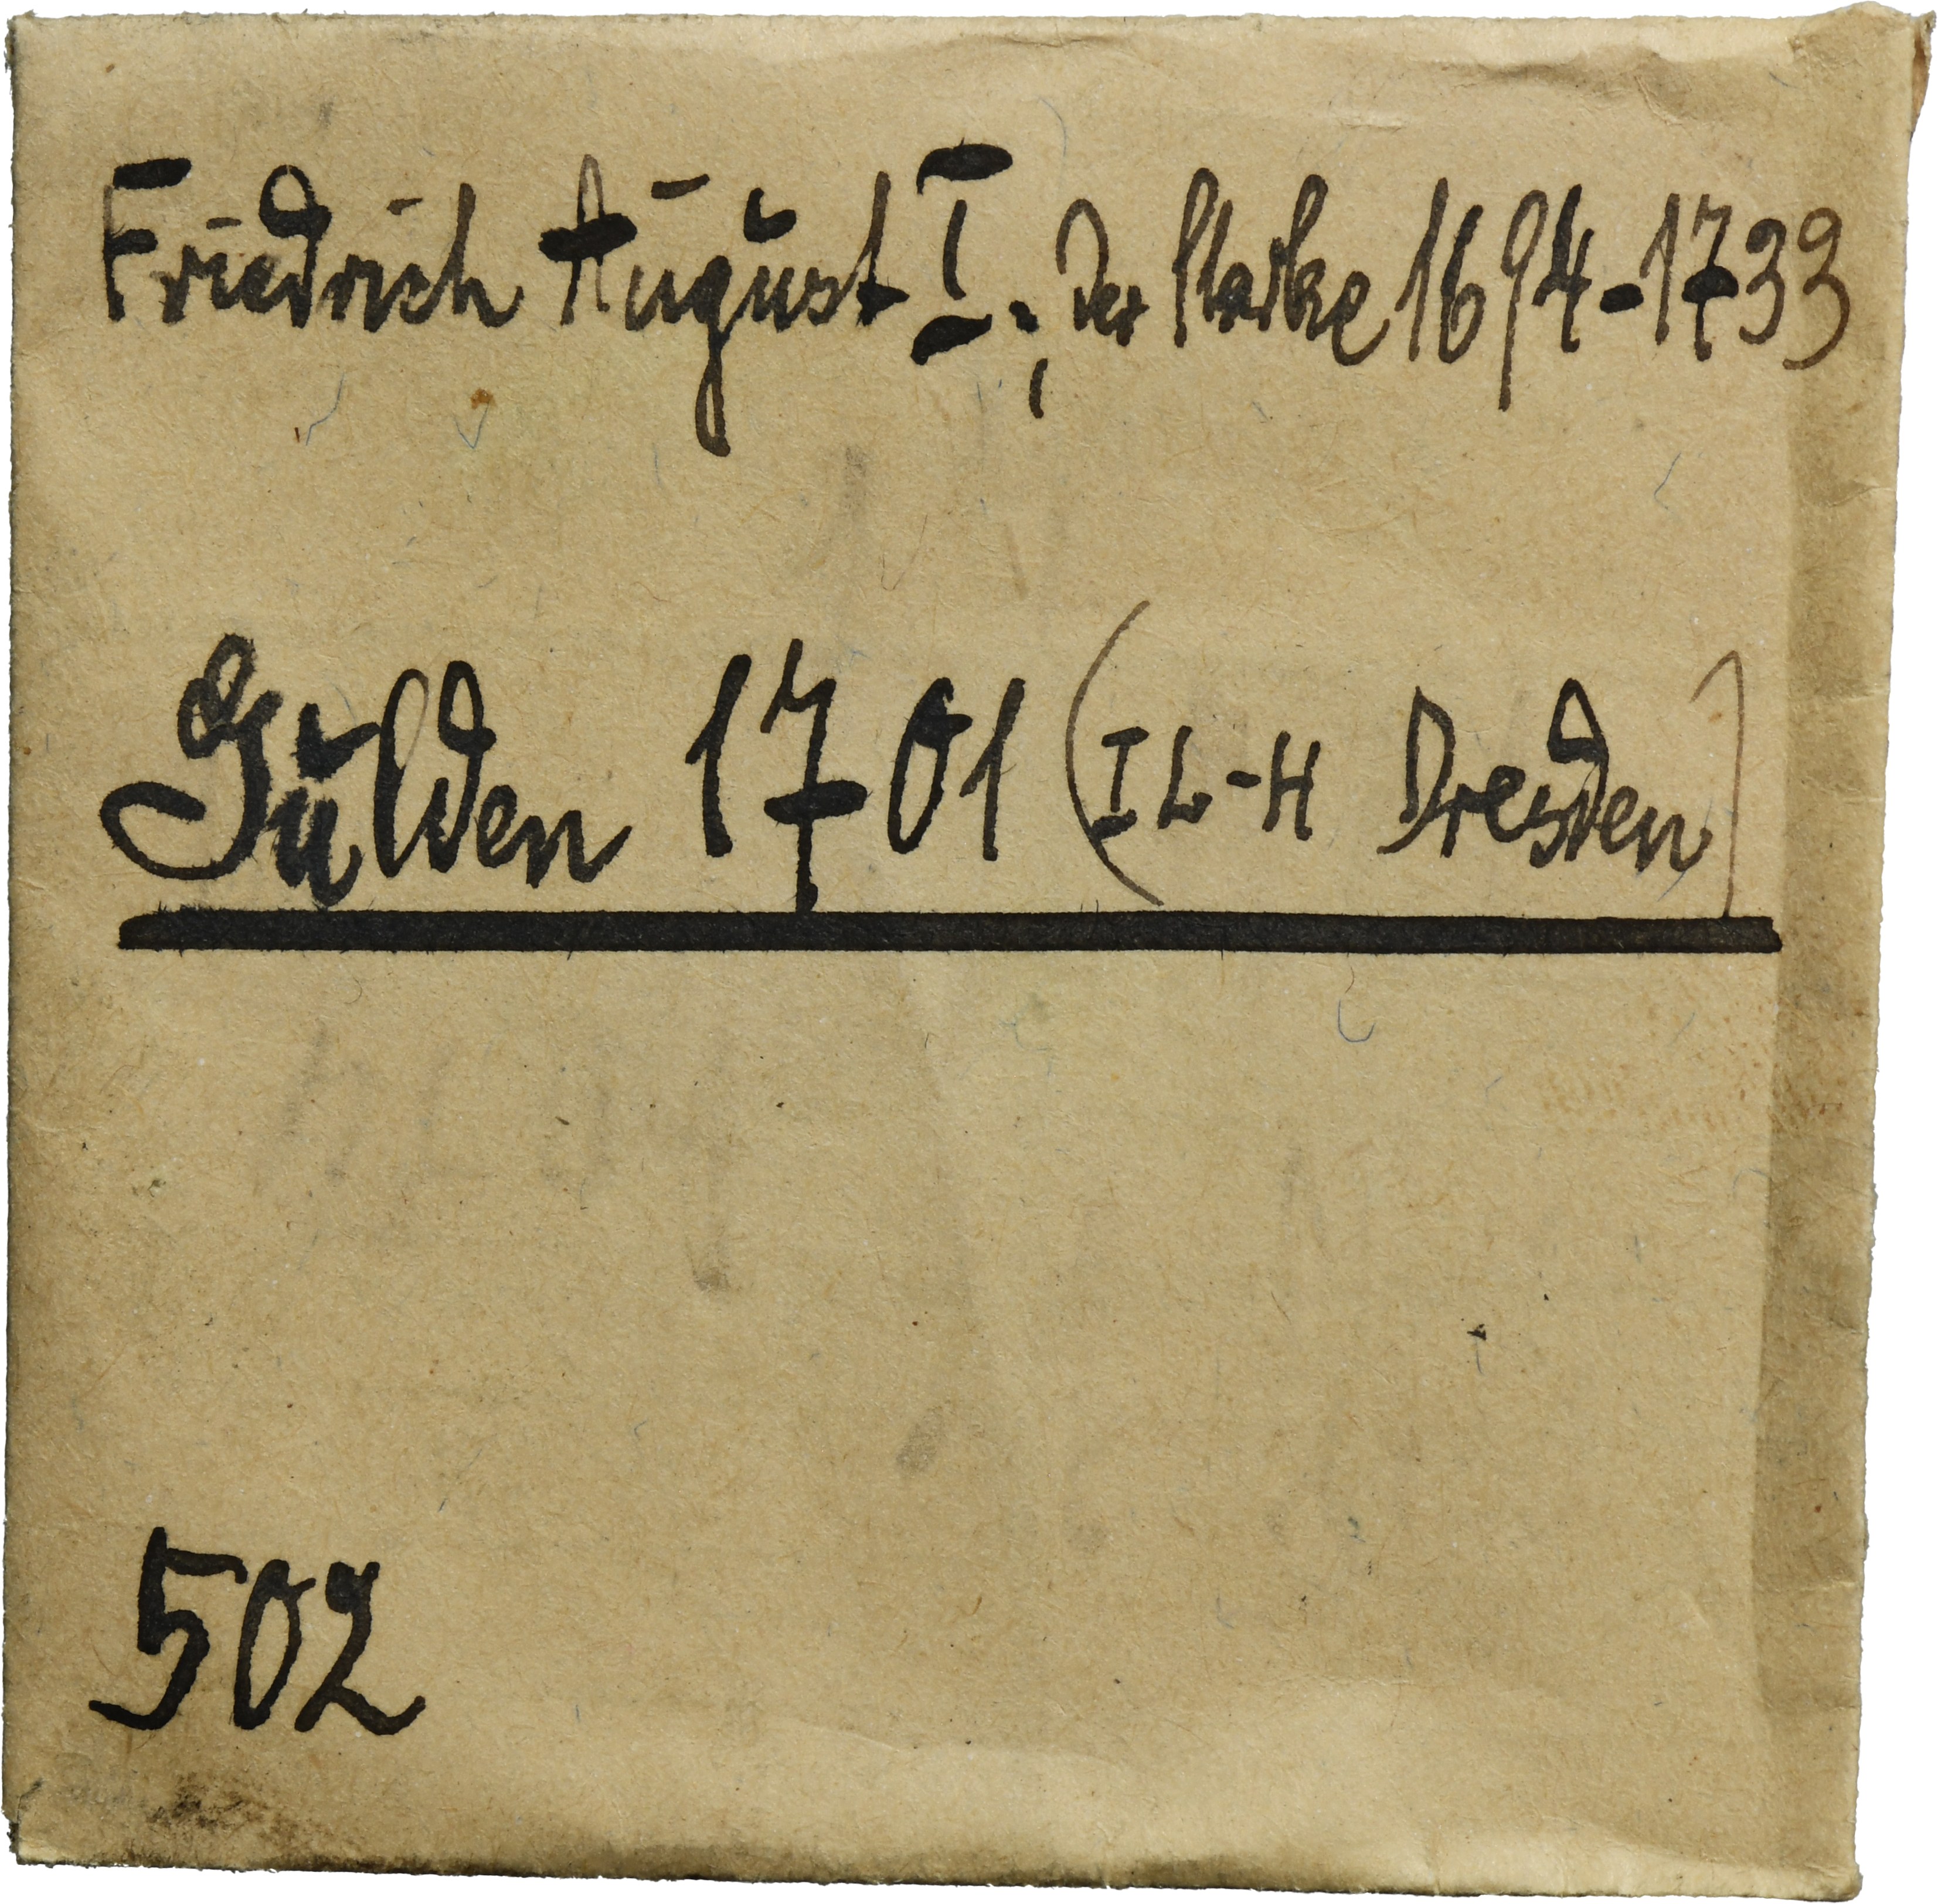 Friedrich August I., der Starke 1694-1733
Gulden 1701 (IL-H Dresden)
502